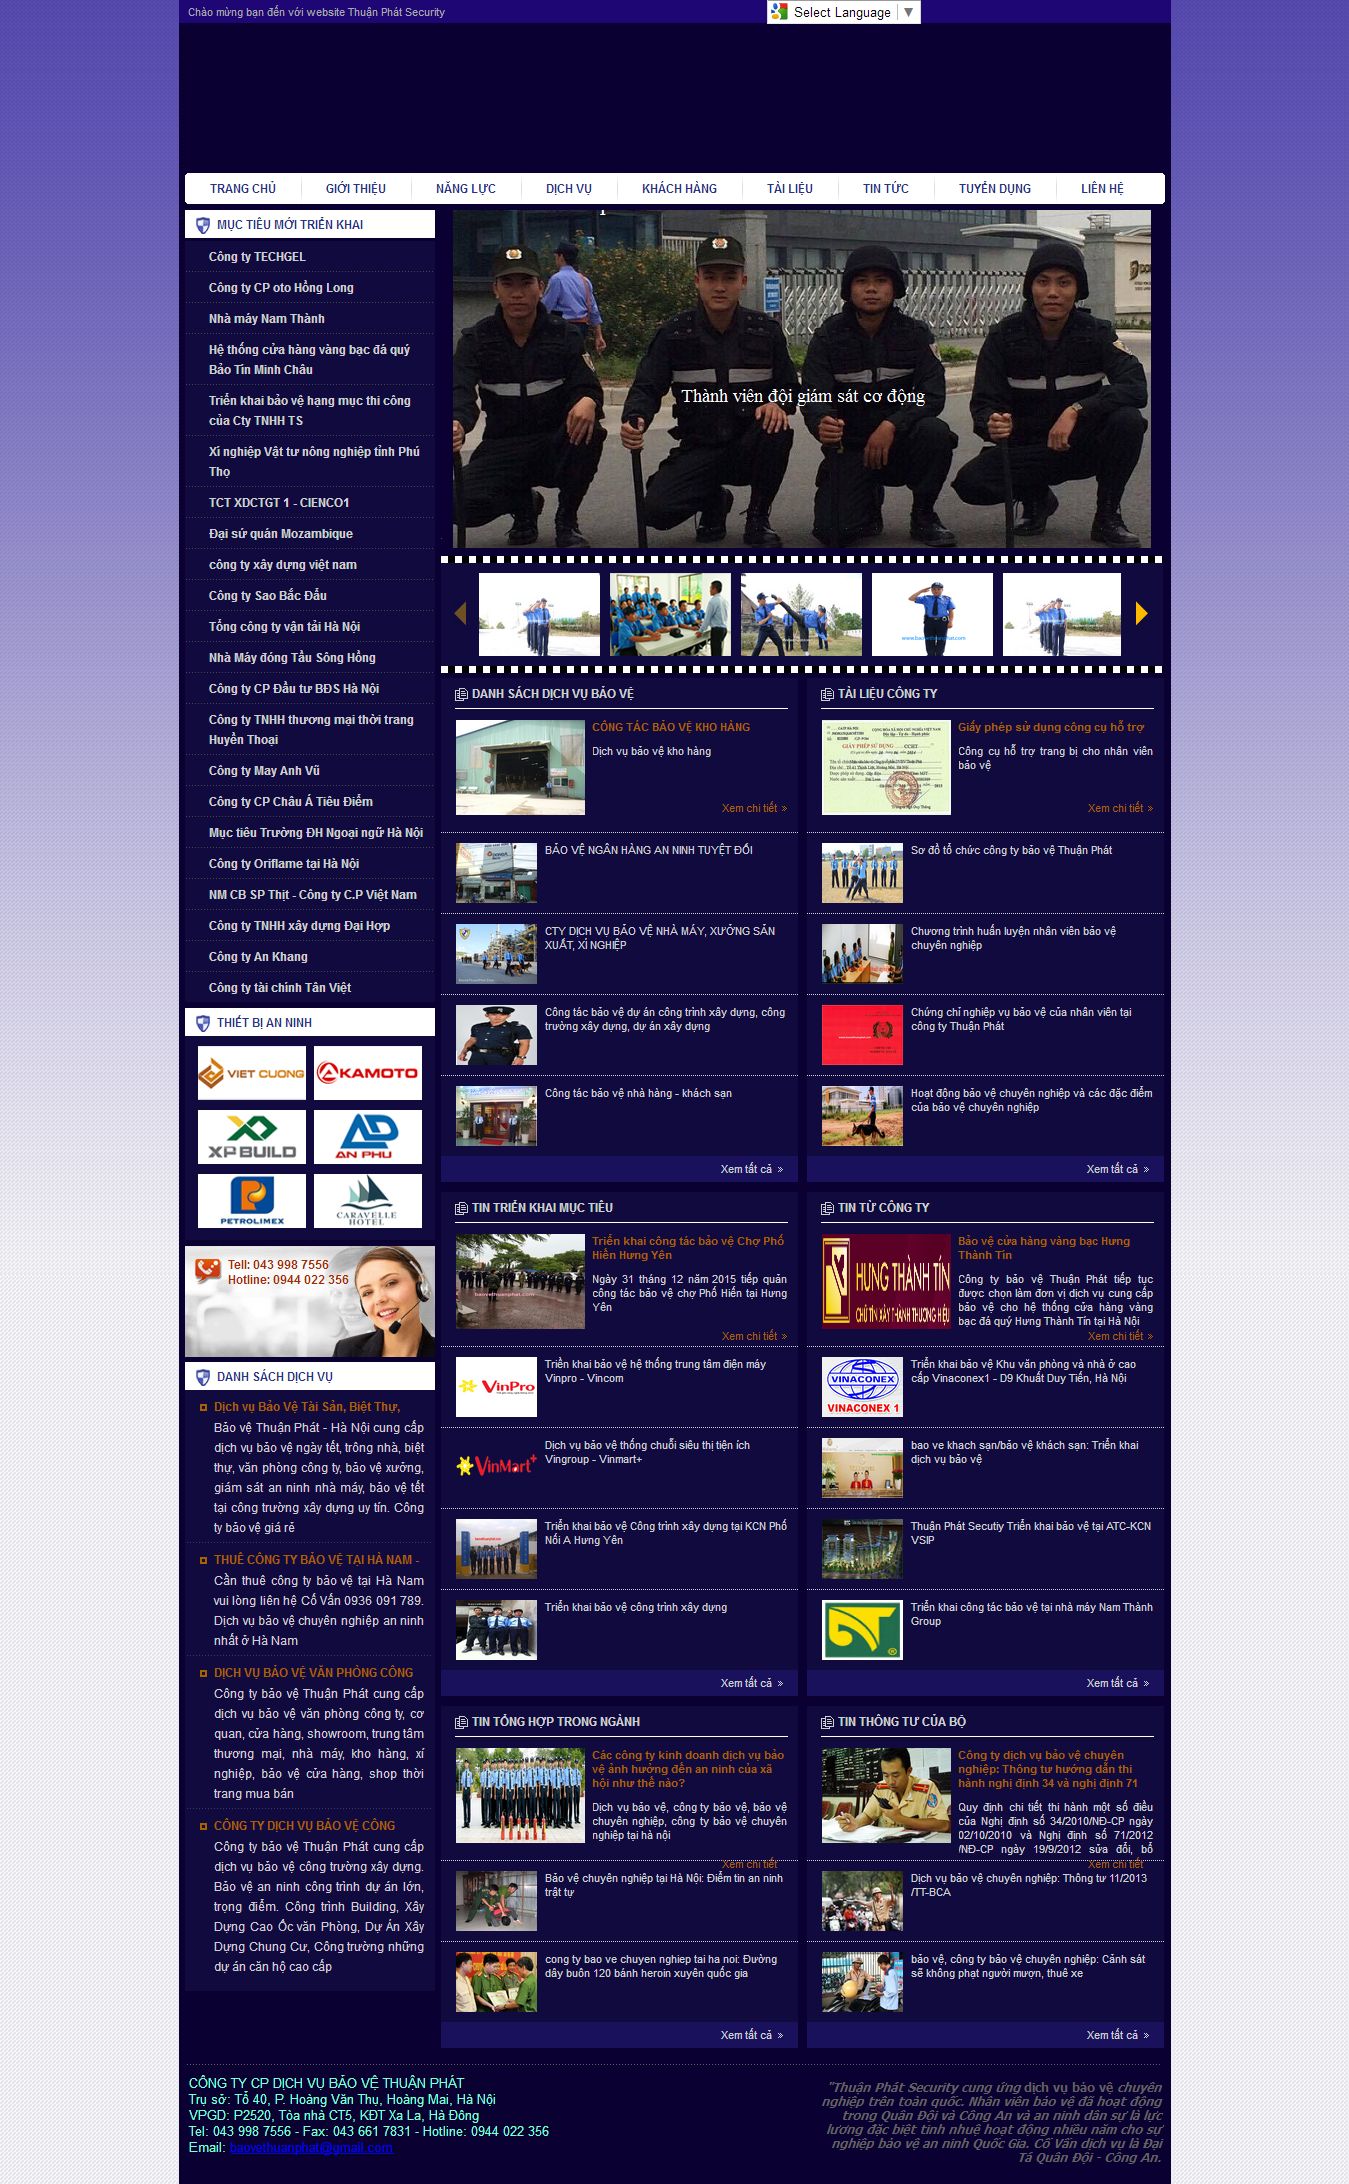 Chào mừng bạn đến với website Thuận Phát Security
Select Language ▼
TRANG CHỦ
GIỚI THIỆU
NĂNG LỰC
DỊCH VỤ
KHÁCH HÀNG
TÀI LIỆU
TIN TỨC
TUYỂN DỤNG
LIÊN HỆ
MỤC TIÊU MỚI TRIỂN KHAI
Công ty TECHGEL
Công ty CP oto Hồng Long
Nhà máy Nam Thành
Hệ thống cửa hàng vàng bạc đá quý
Bảo Tín Minh Châu
Triển khai bảo vệ hạng mục thi công
của Cty TNHH TS
Xí nghiệp Vật tư nông nghiệp tỉnh Phú
Thọ
TCT XDCTGT 1 - CIENCO1
Đại sứ quán Mozambique
công ty xây dựng việt nam
Công ty Sao Bắc Đẩu
Tổng công ty vận tải Hà Nội
Nhà Máy đóng Tầu Sông Hồng
Công ty CP Đầu tư BĐS Hà Nội
Công ty TNHH thương mại thời trang
Huyền Thoại
Công ty May Anh Vũ
Công ty CP Châu Á Tiêu Điểm
Mục tiêu Trường ĐH Ngoại ngữ Hà Nội
Công ty Oriflame tại Hà Nội
NM CB SP Thịt - Công ty C.P Việt Nam
Công ty TNHH xây dựng Đại Hợp
Công ty An Khang
Công ty tài chính Tân Việt
THIẾT BỊ AN NINH
VIET CUONG
AKAMOTO
XP BUILD
AN PHU
PETROLIMEX
CARAVELLE
HOTEL
Tell: 043 998 7556
Hotline: 0944 022 356
DANH SÁCH DỊCH VỤ
Dịch vụ Bảo Vệ Tài Sản, Biệt Thự,
Bảo vệ Thuận Phát - Hà Nội cung cấp
dịch vụ bảo vệ ngày tết, trông nhà, biệt
thự, văn phòng công ty, bảo vệ xưởng,
giám sát an ninh nhà máy, bảo vệ tết
tại công trường xây dựng uy tín. Công
ty bảo vệ giá rẻ
THUÊ CÔNG TY BẢO VỆ TẠI HÀ NAM -
Cần thuê công ty bảo vệ tại Hà Nam
vui lòng liên hệ Cố Vấn 0936 091 789.
Dịch vụ bảo vệ chuyên nghiệp an ninh
nhất ở Hà Nam
DỊCH VỤ BẢO VỆ VĂN PHÒNG CÔNG
Công ty bảo vệ Thuận Phát cung cấp
dịch vụ bảo vệ văn phòng công ty, cơ
quan, cửa hàng, showroom, trung tâm
thương mại, nhà máy, kho hàng, xí
nghiệp, bảo vệ cửa hàng, shop thời
trang mua bán
CÔNG TY DỊCH VỤ BẢO VỆ CÔNG
Công ty bảo vệ Thuận Phát cung cấp
dịch vụ bảo vệ công trường xây dựng.
Bảo vệ an ninh công trình dự án lớn,
trọng điểm. Công trình Building, Xây
Dựng Cao Ốc văn Phòng, Dự Án Xây
Dựng Chung Cư, Công trường những
dự án căn hộ cao cấp
Thành viên đội giám sát cơ động
DANH SÁCH DỊCH VỤ BẢO VỆ
CÔNG TÁC BẢO VỆ KHO HÀNG
Dịch vụ bảo vệ kho hàng
Xem chi tiết »
BẢO VỆ NGÂN HÀNG AN NINH TUYỆT ĐỐI
CTY DỊCH VỤ BẢO VỆ NHÀ MÁY, XƯỞNG SẢN
XUẤT, XÍ NGHIỆP
Công tác bảo vệ dự án công trình xây dựng, công
trường xây dựng, dự án xây dựng
Công tác bảo vệ nhà hàng - khách sạn
Xem tất cả »
TÀI LIỆU CÔNG TY
GIẤY PHÉP SỬ DỤNG
Giấy phép sử dụng công cụ hỗ trợ
Công cụ hỗ trợ trang bị cho nhân viên
bảo vệ
Xem chi tiết »
Sơ đồ tổ chức công ty bảo vệ Thuận Phát
Chương trình huấn luyện nhân viên bảo vệ
chuyên nghiệp
Chứng chỉ nghiệp vụ bảo vệ của nhân viên tại
công ty Thuận Phát
Hoạt động bảo vệ chuyên nghiệp và các đặc điểm
của bảo vệ chuyên nghiệp
Xem tất cả »
TIN TRIỂN KHAI MỤC TIÊU
Triển khai công tác bảo vệ Chợ Phố
Hiến Hưng Yên
Ngày 31 tháng 12 năm 2015 tiếp quản
công tác bảo vệ chợ Phố Hiến tại Hưng
Yên
Xem chi tiết »
VinPro
Triển khai bảo vệ hệ thống trung tâm điện máy
Vinpro - Vincom
VinMart+
Dịch vụ bảo vệ thống chuỗi siêu thị tiện ích
Vingroup - Vinmart+
Triển khai bảo vệ Công trình xây dựng tại KCN Phố
Nối A Hưng Yên
Triển khai bảo vệ công trình xây dựng
Xem tất cả »
TIN TỪ CÔNG TY
HƯNG THÀNH TÍN
CHỮ TÍN XÂY THÀNH THƯƠNG HIỆU
Bảo vệ cửa hàng vàng bạc Hưng
Thành Tín
Công ty bảo vệ Thuận Phát tiếp tục
được chọn làm đơn vị dịch vụ cung cấp
bảo vệ cho hệ thống cửa hàng vàng
bạc đá quý Hưng Thành Tín tại Hà Nội
Xem chi tiết »
VINACONEX
VINACONEX 1
Triển khai bảo vệ Khu văn phòng và nhà ở cao
cấp Vinaconex1 - D9 Khuất Duy Tiến, Hà Nội
bao ve khach sạn/bảo vệ khách sạn: Triển khai
dịch vụ bảo vệ
Thuận Phát Secutiy Triển khai bảo vệ tại ATC-KCN
VSIP
Triển khai công tác bảo vệ tại nhà máy Nam Thành
Group
Xem tất cả »
TIN TỔNG HỢP TRONG NGÀNH
Các công ty kinh doanh dịch vụ bảo
vệ ảnh hưởng đến an ninh của xã
hội như thế nào?
Dịch vụ bảo vệ, công ty bảo vệ, bảo vệ
chuyên nghiệp, công ty bảo vệ chuyên
nghiệp tại hà nội
Xem chi tiết
Bảo vệ chuyên nghiệp tại Hà Nội: Điểm tin an ninh
trật tự
cong ty bao ve chuyen nghiep tai ha noi: Đường
dây buôn 120 bánh heroin xuyên quốc gia
Xem tất cả »
TIN THÔNG TƯ CỦA BỘ
Công ty dịch vụ bảo vệ chuyên
nghiệp: Thông tư hướng dẫn thi
hành nghị định 34 và nghị định 71
Quy định chi tiết thi hành một số điều
của Nghị định số 34/2010/NĐ-CP ngày
02/10/2010 và Nghị định số 71/2012
/NĐ-CP ngày 19/9/2012 sửa đổi, bổ
Xem chi tiết
Dịch vụ bảo vệ chuyên nghiệp: Thông tư 11/2013
/TT-BCA
bảo vệ, công ty bảo vệ chuyên nghiệp: Cảnh sát
sẽ không phạt người mượn, thuê xe
Xem tất cả »
CÔNG TY CP DỊCH VỤ BẢO VỆ THUẬN PHÁT
Trụ sở: Tổ 40, P. Hoàng Văn Thụ, Hoàng Mai, Hà Nội
VPGD: P2520, Tòa nhà CT5, KĐT Xa La, Hà Đông
Tel: 043 998 7556 - Fax: 043 661 7831 - Hotline: 0944 022 356
Email: baovethuanphat@gmail.com
"Thuận Phát Security cung ứng dịch vụ bảo vệ chuyên
nghiệp trên toàn quốc. Nhân viên bảo vệ đã hoạt động
trong Quân Đội và Công An và an ninh dân sự là lực
lượng đặc biệt tinh nhuệ hoạt động nhiều năm cho sự
nghiệp bảo vệ an ninh Quốc Gia. Cố Vấn dịch vụ là Đại
Tá Quân Đội - Công An.